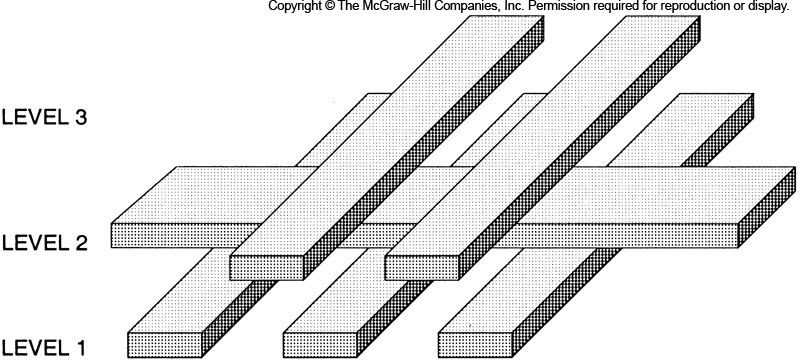 Copyright © The McGraw-Hill Companies, Inc. Permission required for reproduction or display.
LEVEL 3
LEVEL 2
LEVEL 1